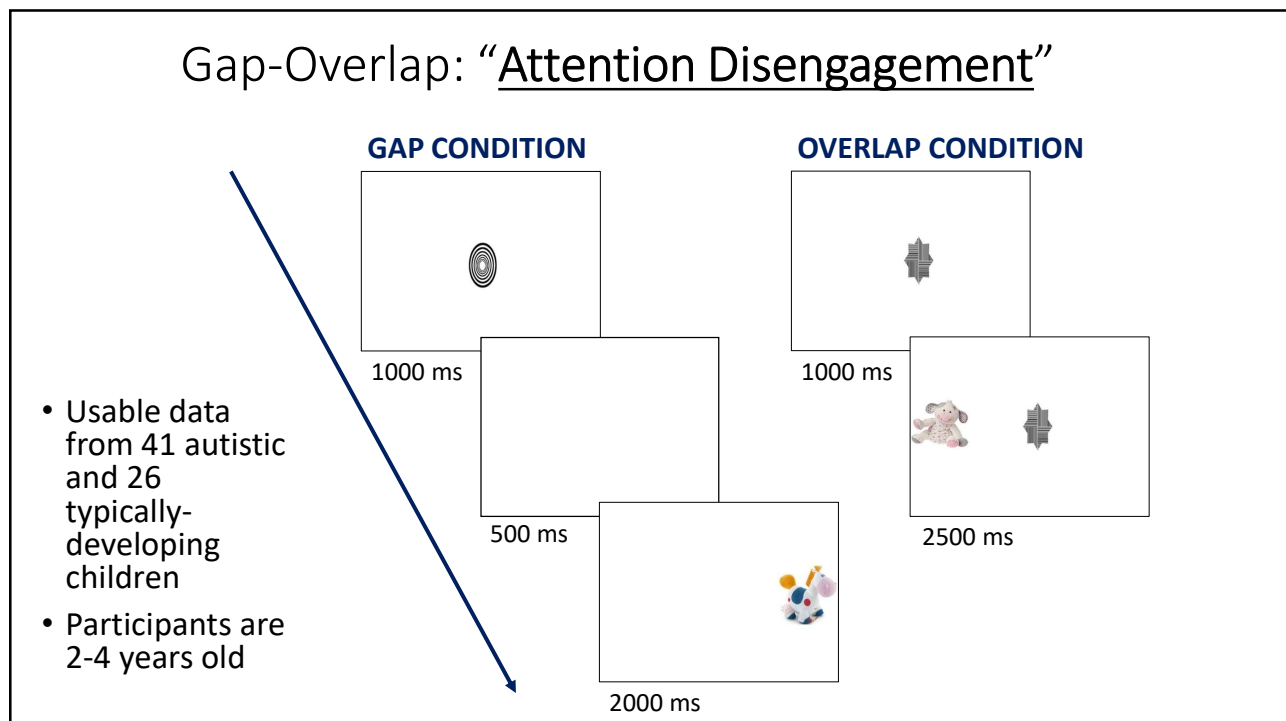 Gap-Overlap: “Attention Disengagement”
GAP CONDITION
OVERLAP CONDITION
1000 ms
500 ms
2000 ms
1000 ms
2500 ms
• Usable data
from 41 autistic
and 26
typically-
developing
children
• Participants are
2-4 years old